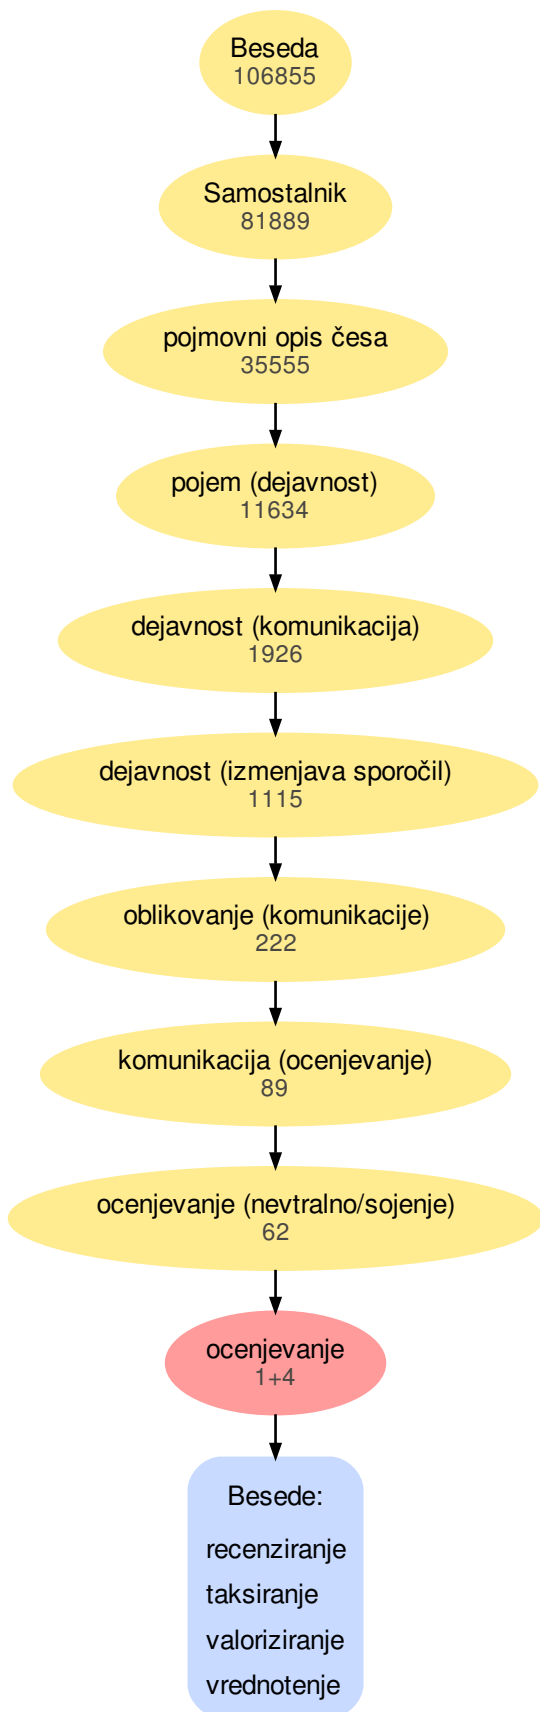 Beseda
106855
Samostalnik
81889
pojmovni opis česa
35555
pojem (dejavnost)
11634
dejavnost (komunikacija)
1926
dejavnost (izmenjava sporočil)
1115
oblikovanje (komunikacije)
222
komunikacija (ocenjevanje)
89
ocenjevanje (nevtralno/sojenje)
62
ocenjevanje
1+4
Besede:
recenziranje
taksiranje
valoriziranje
vrednotenje